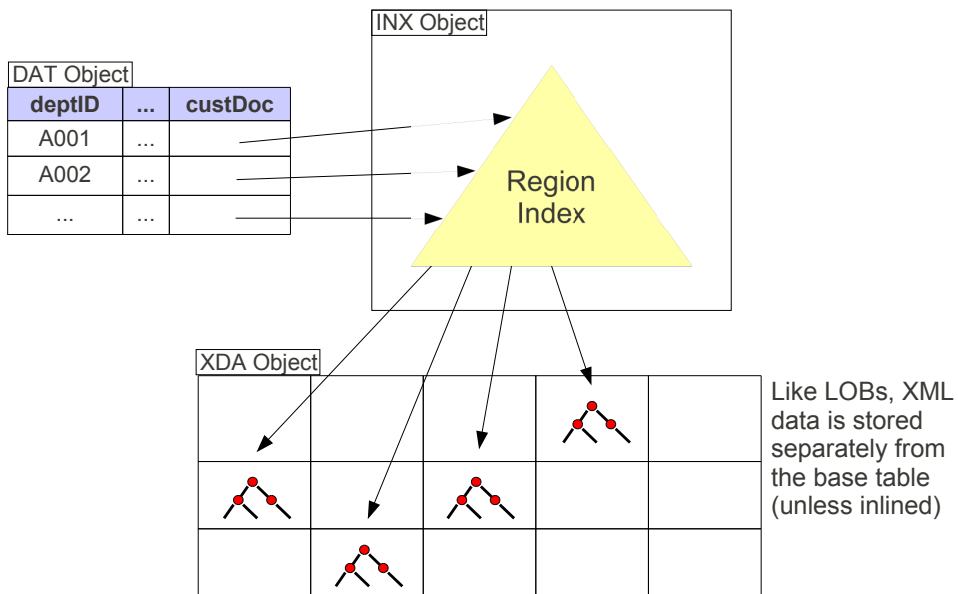 INX Object
DAT Object
deptID ... custDoc
A001 ...
A002 ...
... ...
Region
Index
XDA Object
Like LOBs, XML
data is stored
separately from
the base table
(unless inlined)